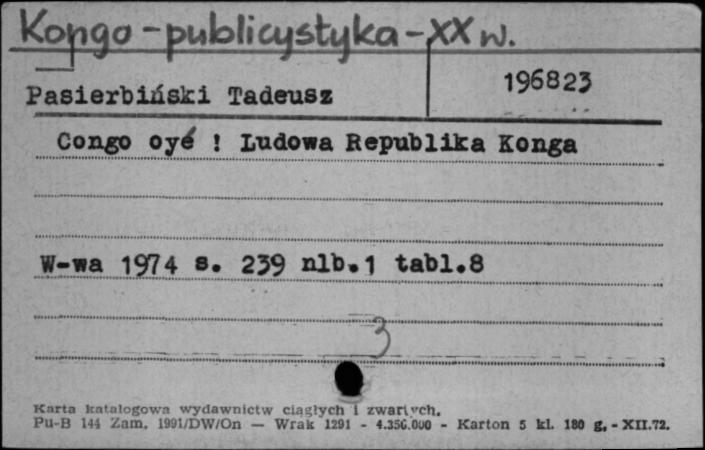 Kongo - publicystyka - XX w.
196823
Pasierbiński Tadeusz
Congo oyé ! Ludowa Republika Konga
W-wa 1974 s. 239 nlb.1 tabl.8
3
Karta katalogowa wydawnictw ciągłych i zwartych.
Pu-B 144 Zam. 1991/DW/On — Wrak 1291 - 4.356.000 - Karton 5 kl. 180 g. - XII.72.